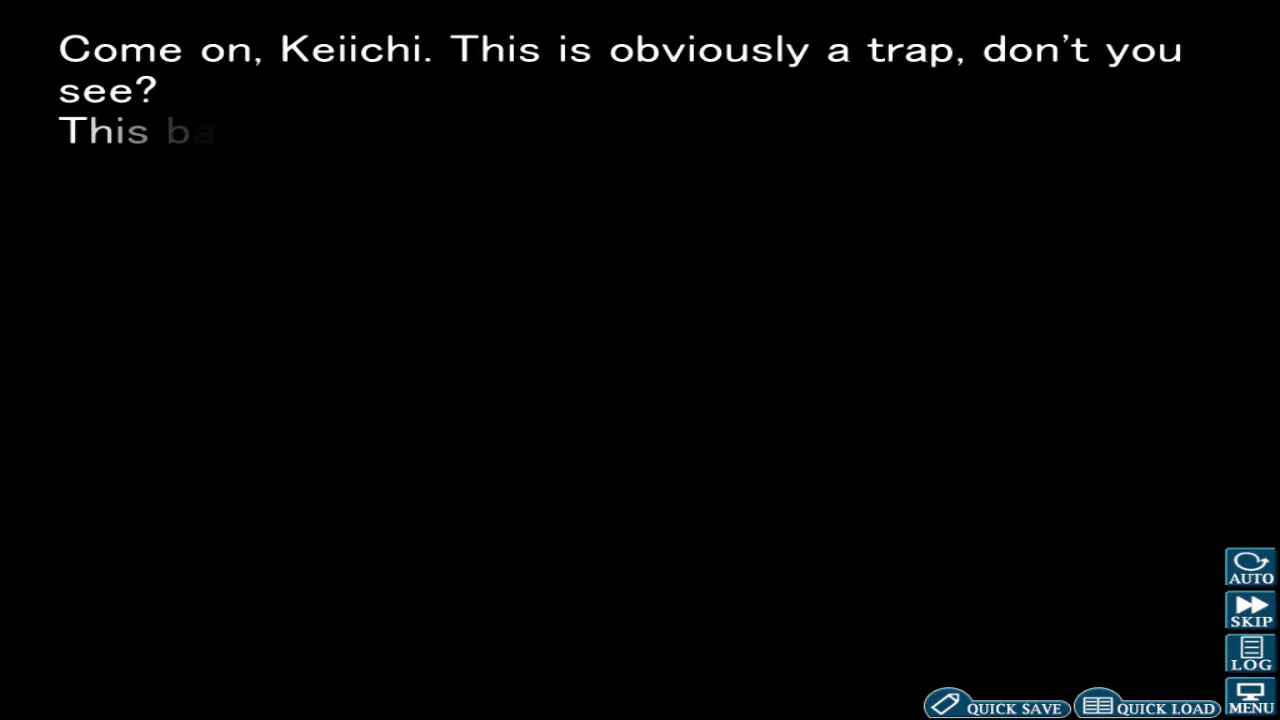 Come on, Keiichi. This is obviously a trap, don't you
see?
This ba
AUTO
SKIP
LOG
MENU
QUICK SAVE
QUICK LOAD